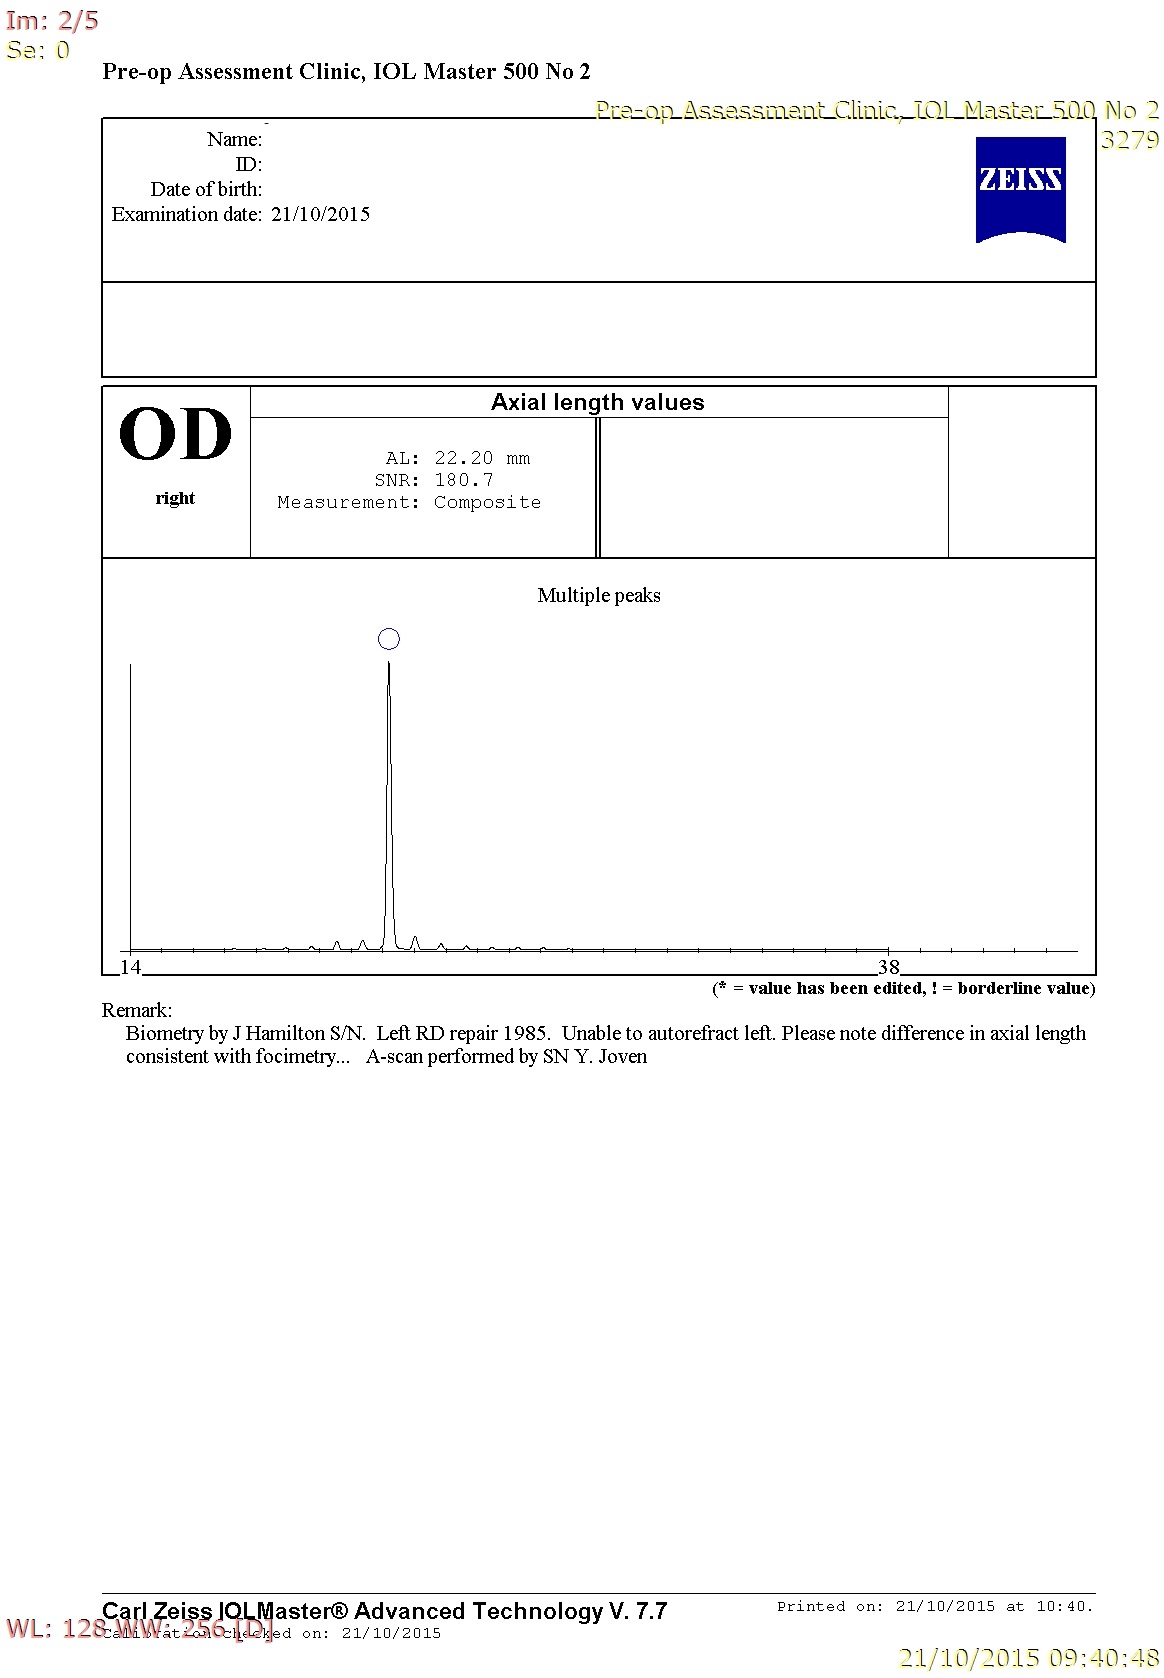 Im: 2/5
Se: 0
Pre-op Assessment Clinic, IOL Master 500 No 2
Pre-op Assessment Clinic, IOL Master 500 No 2
3279
Name:
ID:
Date of birth:
Examination date: 21/10/2015
ZEISS
OD
right
Axial length values
AL: 22.20 mm
SNR: 180.7
Measurement: Composite
Multiple peaks
14
38
(* = value has been edited, ! = borderline value)
Remark:
Biometry by J Hamilton S/N.  Left RD repair 1985.  Unable to autorefract left. Please note difference in axial length
consistent with focimetry...   A-scan performed by SN Y. Joven
Carl Zeiss IOLMaster® Advanced Technology V. 7.7
Printed on: 21/10/2015 at 10:40.
WL: 128 WW: 256 [D]
Calibration checked on: 21/10/2015
21/10/2015 09:40:48